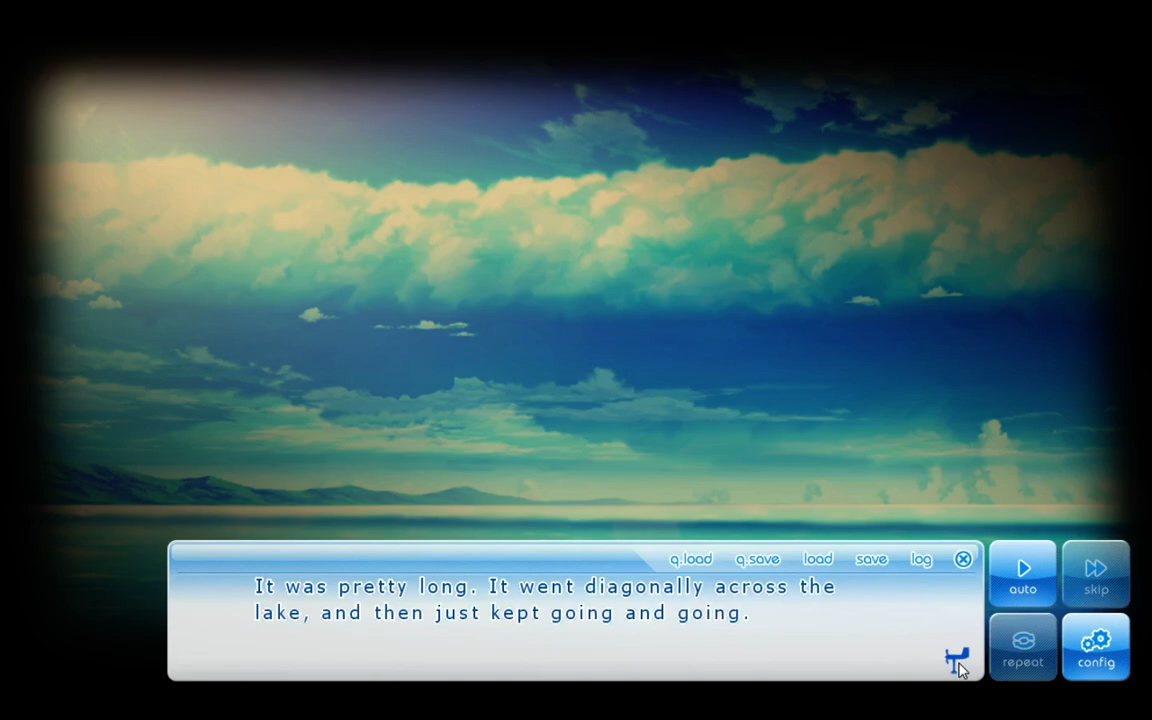 q.load q.save load save log
It was pretty long. It went diagonally across the
lake, and then just kept going and going.
auto skip
repeat config